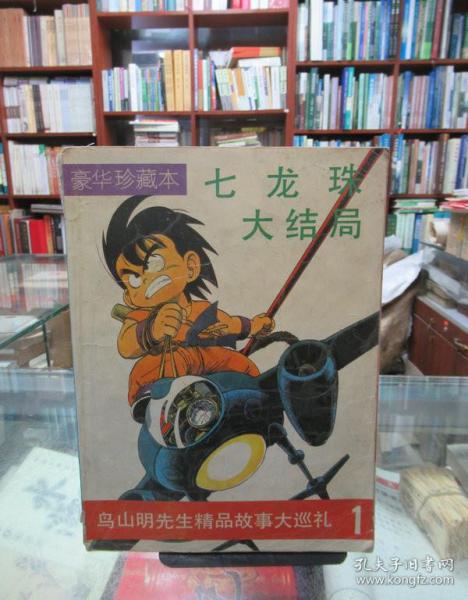 豪华珍藏本
七龙珠
大结局
鸟山明先生精品故事大巡礼 1
孔夫子旧书网
www.kongfz.com